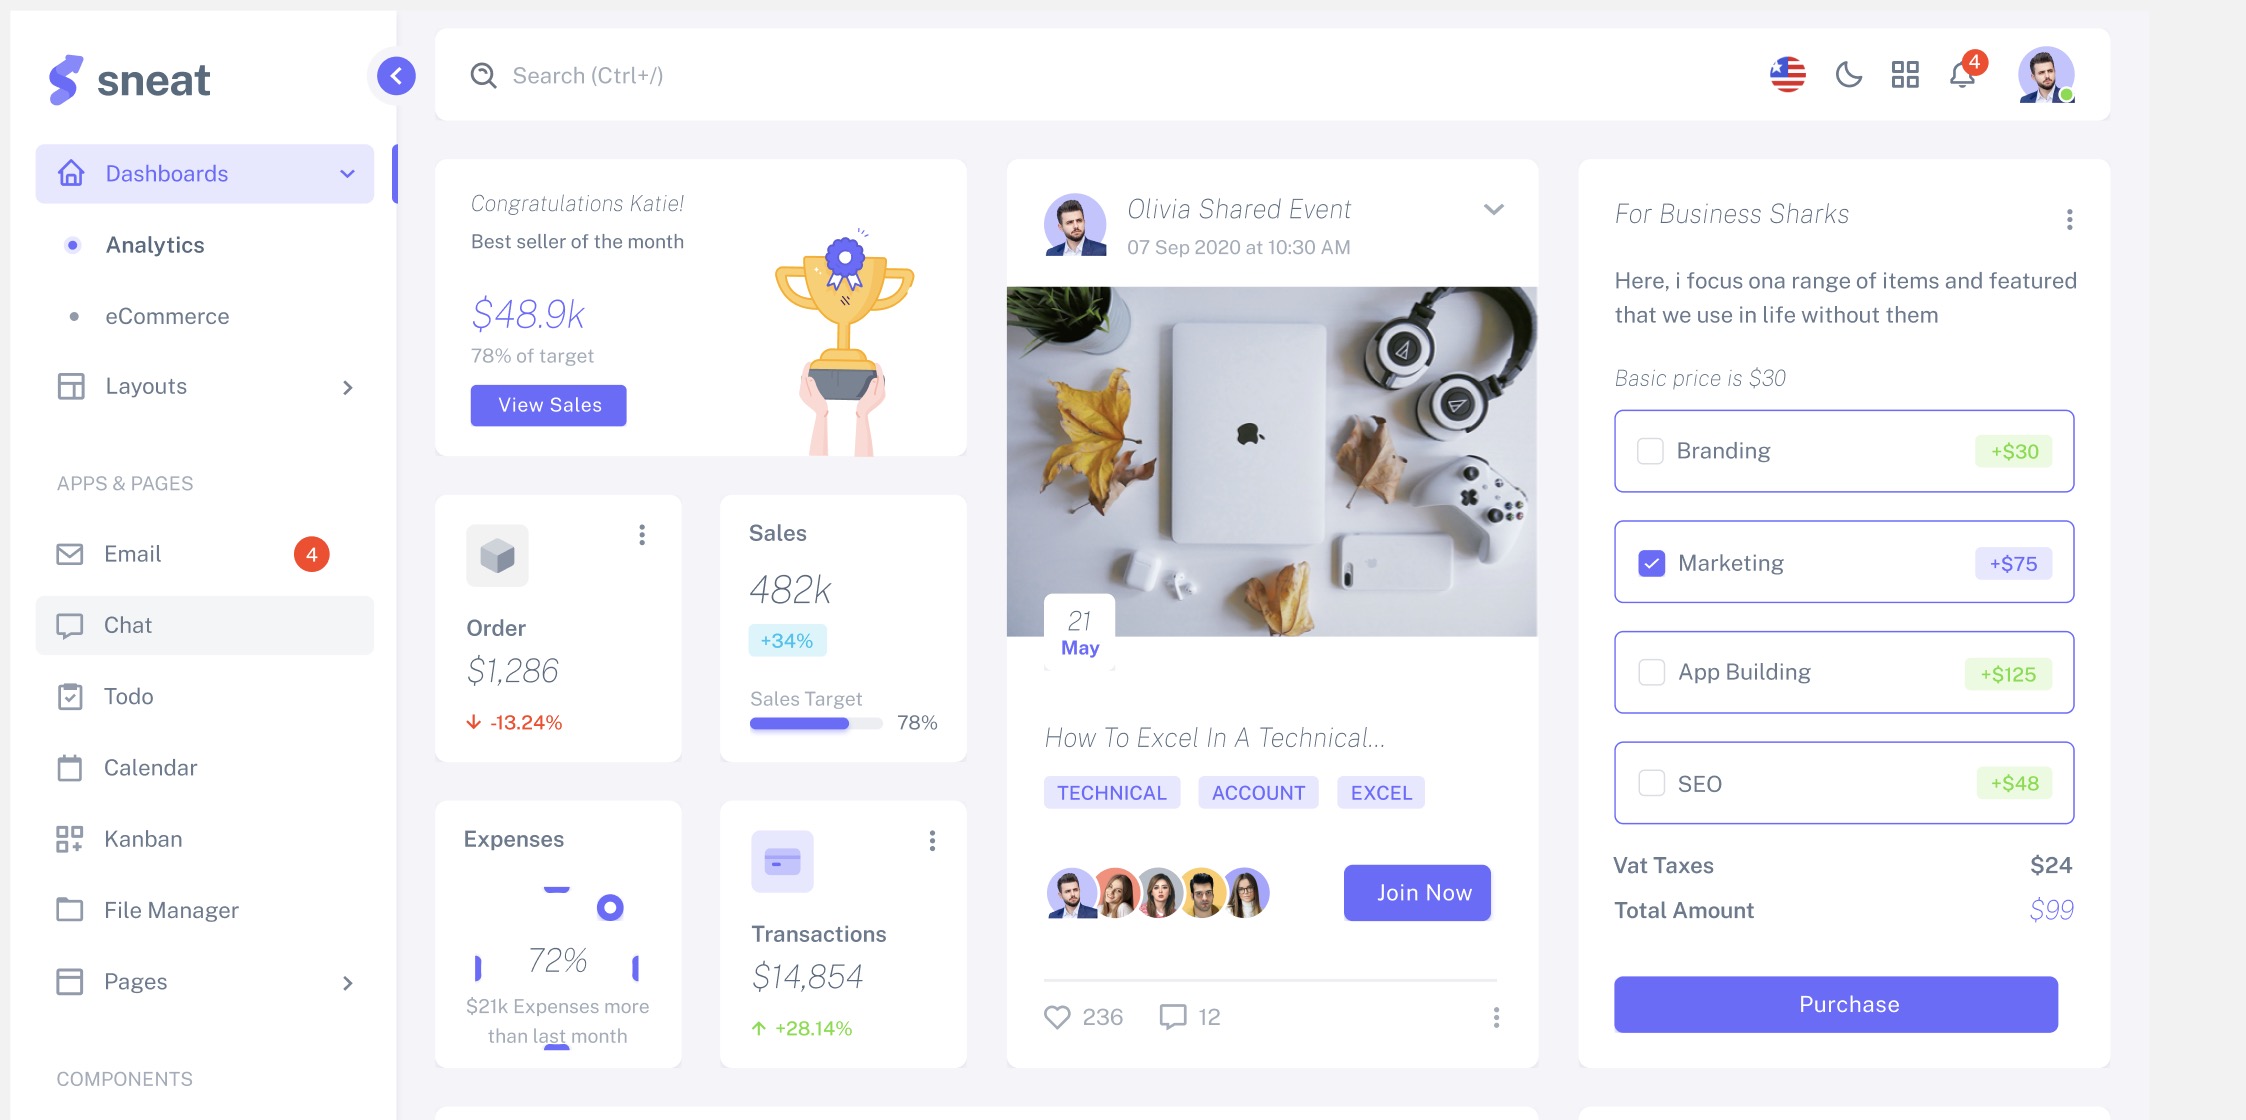 sneat
Search (Ctrl+/)
4
Dashboards
Analytics
eCommerce
Layouts
APPS & PAGES
Email
4
Chat
Todo
Calendar
Kanban
File Manager
Pages
COMPONENTS
Congratulations Katie!
Best seller of the month
$48.9k
78% of target
View Sales
Order
$1,286
-13.24%
Sales
482k
+34%
Sales Target
78%
Expenses
72%
$21k Expenses more
than last month
Transactions
$14,854
+28.14%
Olivia Shared Event
07 Sep 2020 at 10:30 AM
21
May
How To Excel In A Technical...
TECHNICAL ACCOUNT EXCEL
Join Now
236 12
For Business Sharks
Here, i focus ona range of items and featured
that we use in life without them
Basic price is $30
Branding +$30
Marketing +$75
App Building +$125
SEO +$48
Vat Taxes $24
Total Amount $99
Purchase